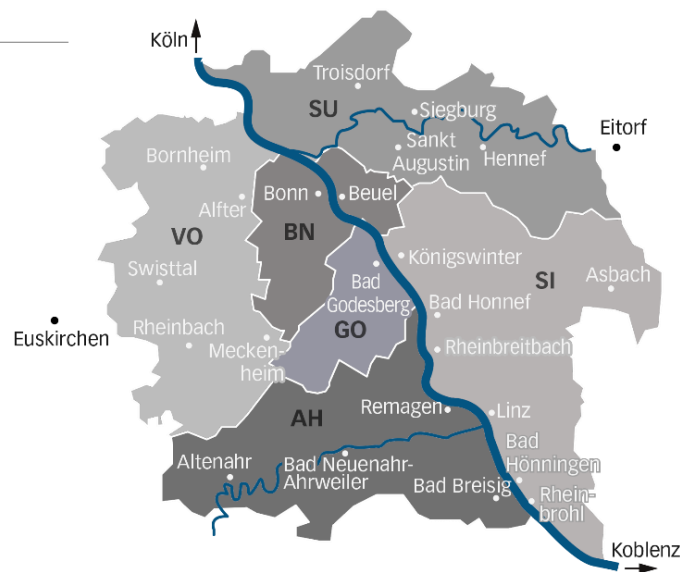 Köln
Troisdorf
SU
Siegburg
Eitorf
Sankt
Augustin
Hennef
Bornheim
Bonn
Beuel
Alfter
VO
BN
Königswinter
Swisttal
Bad
Godesberg
SI
Asbach
Bad Honnef
Euskirchen
Rheinbach
Mecken-
heim
GO
Rheinbreitbach
AH
Remagen
Linz
Altenahr
Bad Neuenahr-
Ahrweiler
Bad
Hönningen
Bad Breisig
Rhein-
brohl
Koblenz